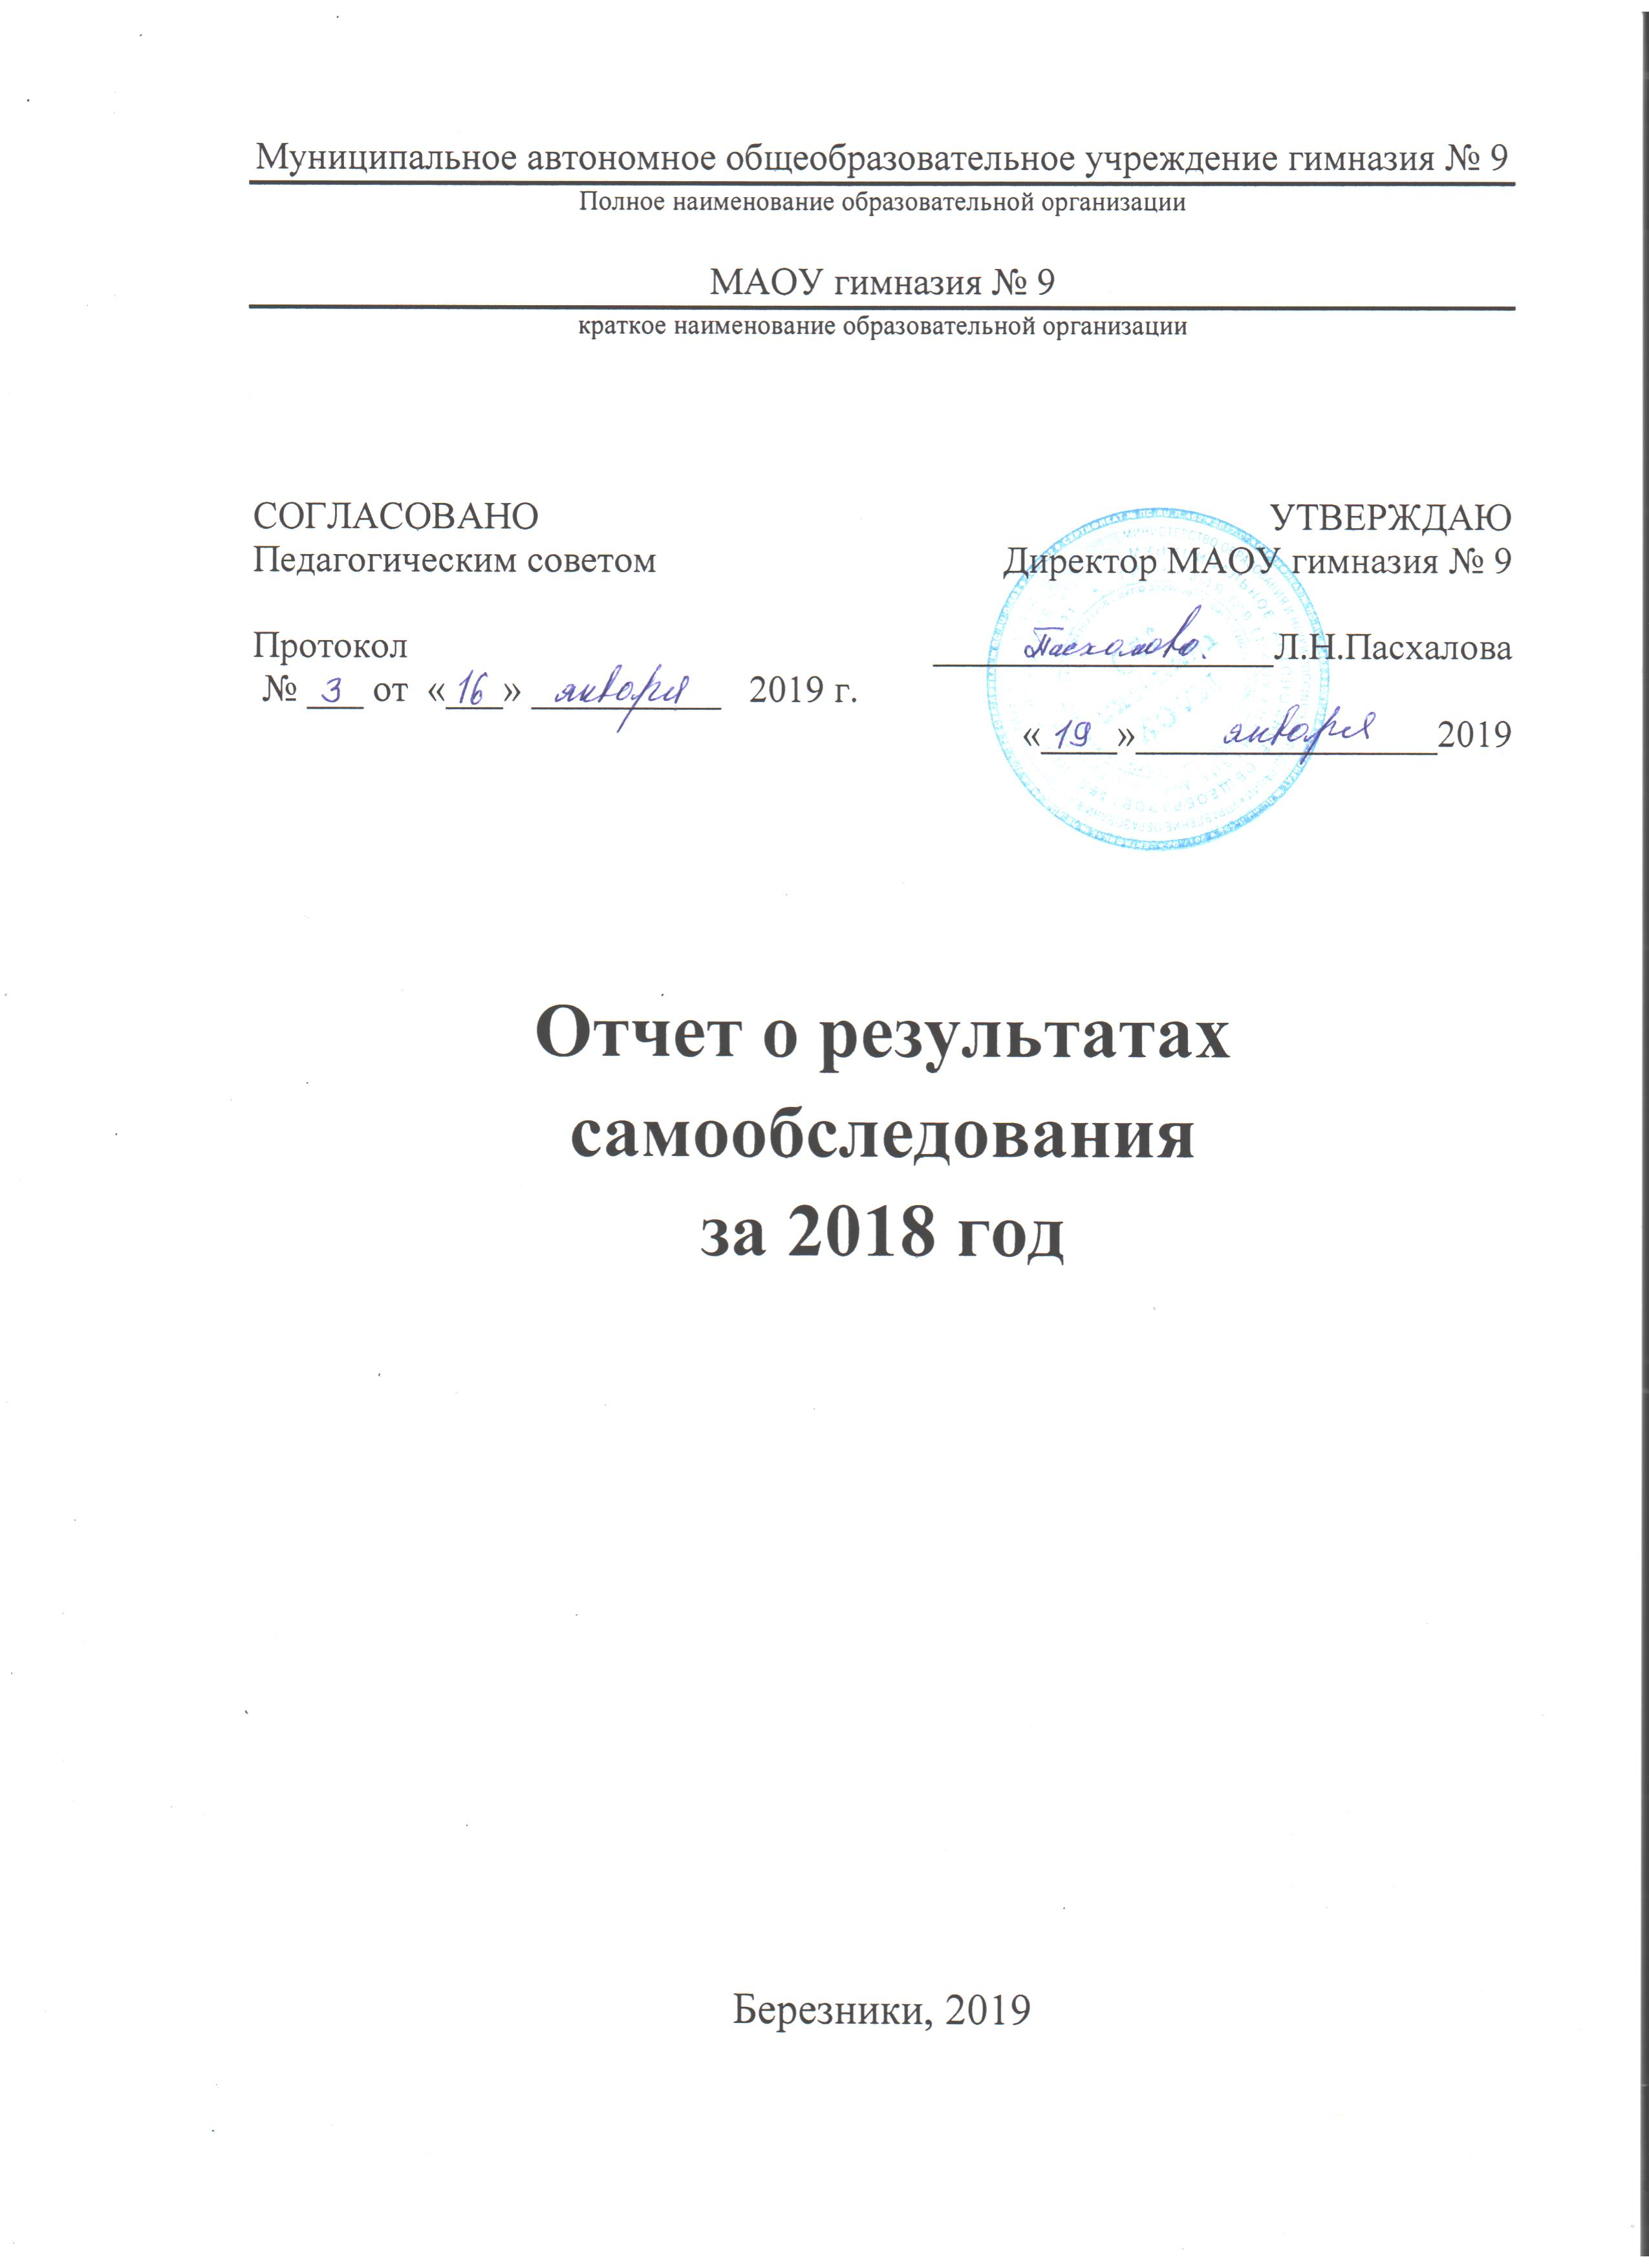 Муниципальное автономное общеобразовательное учреждение гимназия № 9
Полное наименование образовательной организации
МАОУ гимназия № 9
краткое наименование образовательной организации
СОГЛАСОВАНО
Педагогическим советом
Протокол
№ 3 от «16» января 2019 г.
УТВЕРЖДАЮ
Директор МАОУ гимназия № 9
Пасхалова Л.Н.Пасхалова
«19» января 2019
Отчет о результатах
самообследования
за 2018 год
Березники, 2019